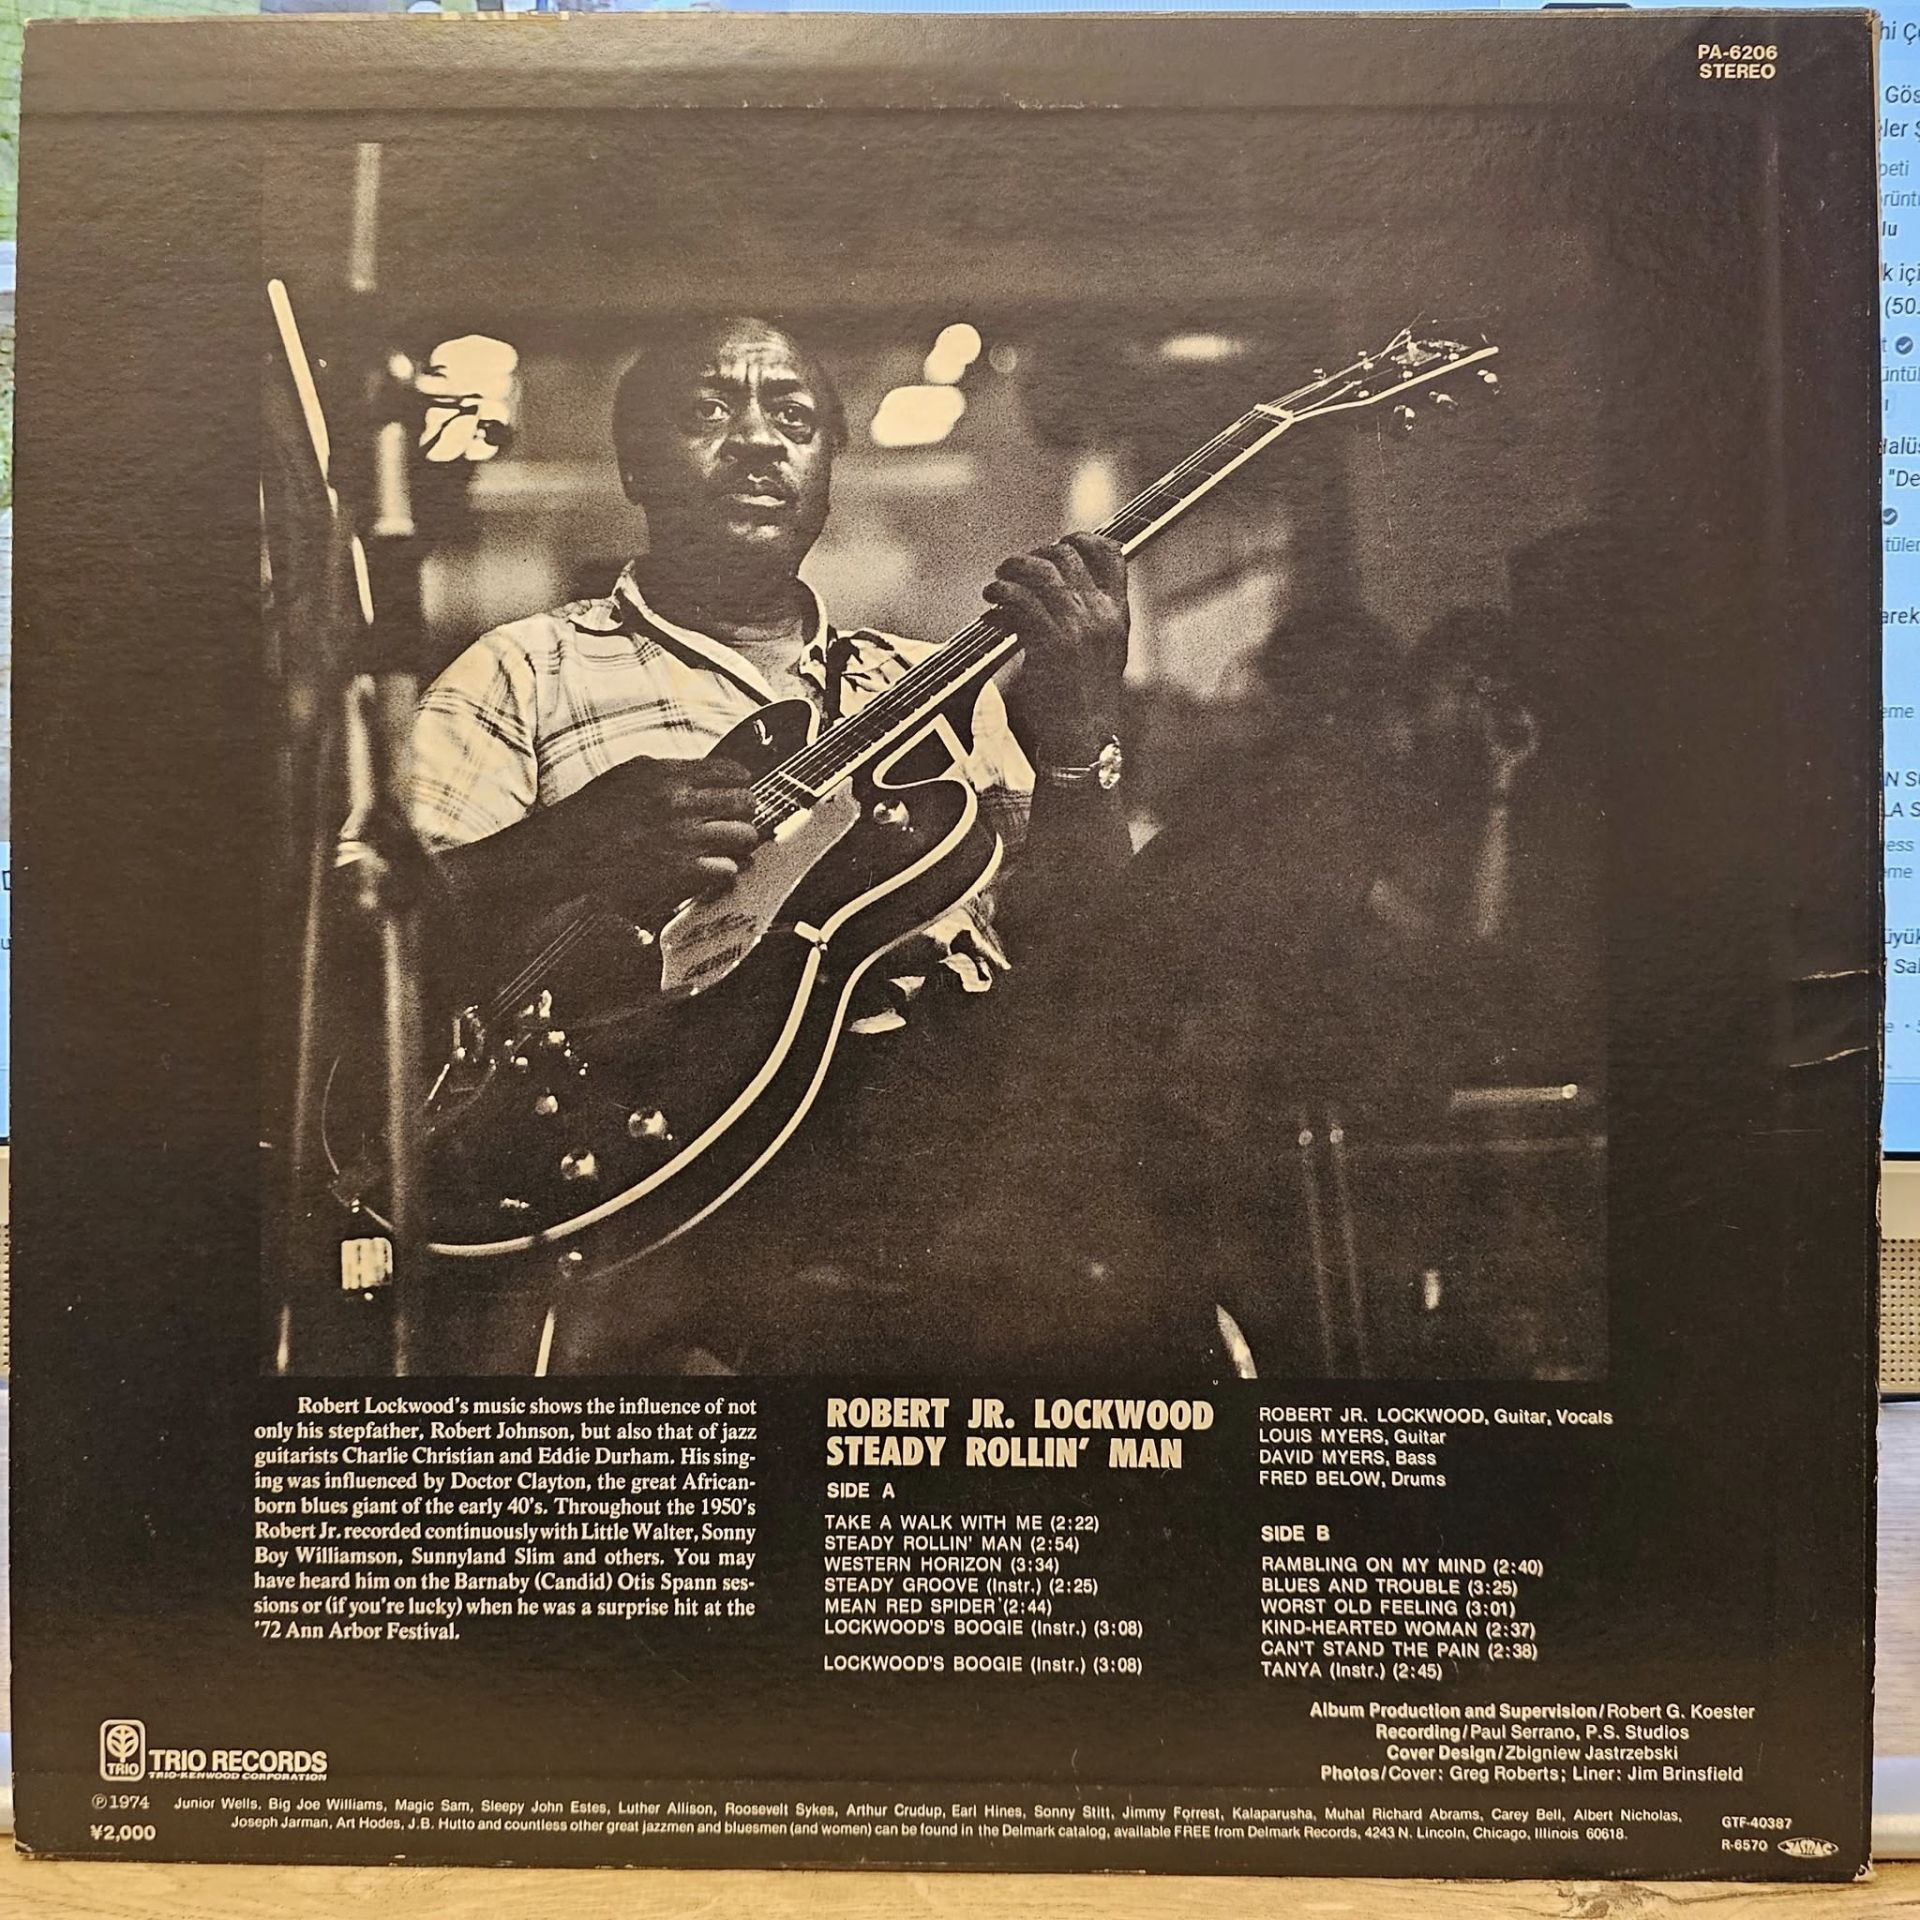 PA-6206
STEREO
Robert Lockwood's music shows the influence of not
only his stepfather, Robert Johnson, but also that of jazz
guitarists Charlie Christian and Eddie Durham. His sing-
ing was influenced by Doctor Clayton, the great African-
born blues giant of the early 40's. Throughout the 1950's
Robert Jr. recorded continuously with Little Walter, Sonny
Boy Williamson, Sunnyland Slim and others. You may
have heard him on the Barnaby (Candid) Otis Spann ses-
sions or (if you're lucky) when he was a surprise hit at the
'72 Ann Arbor Festival.
ROBERT JR. LOCKWOOD
STEADY ROLLIN' MAN
SIDE A
TAKE A WALK WITH ME (2:22)
STEADY ROLLIN' MAN (2:54)
WESTERN HORIZON (3:34)
STEADY GROOVE (Instr.) (2:25)
MEAN RED SPIDER (2:44)
LOCKWOOD'S BOOGIE (Instr.) (3:08)
LOCKWOOD'S BOOGIE (Instr.) (3:08)
ROBERT JR. LOCKWOOD, Guitar, Vocals
LOUIS MYERS, Guitar
DAVID MYERS, Bass
FRED BELOW, Drums
SIDE B
RAMBLING ON MY MIND (2:40)
BLUES AND TROUBLE (3:25)
WORST OLD FEELING (3:01)
KIND-HEARTED WOMAN (2:37)
CAN'T STAND THE PAIN (2:38)
TANYA (Instr.) (2:45)
Album Production and Supervision/Robert G. Koester
Recording/Paul Serrano, P.S. Studios
Cover Design/Zbigniew Jastrzebski
Photos/Cover: Greg Roberts; Liner: Jim Brinsfield
TRIO
TRIO RECORDS
TRIO-KENWOOD CORPORATION
℗1974
¥2,000
Junior Wells, Big Joe Williams, Magic Sam, Sleepy John Estes, Luther Allison, Roosevelt Sykes, Arthur Crudup, Earl Hines, Sonny Stitt, Jimmy Forrest, Kalaparusha, Muhal Richard Abrams, Carey Bell, Albert Nicholas,
Joseph Jarman, Art Hodes, J.B. Hutto and countless other great jazzmen and bluesmen (and women) can be found in the Delmark catalog, available FREE from Delmark Records, 4243 N. Lincoln, Chicago, Illinois 60618.
GTF-40387
R-6570
JASRAC